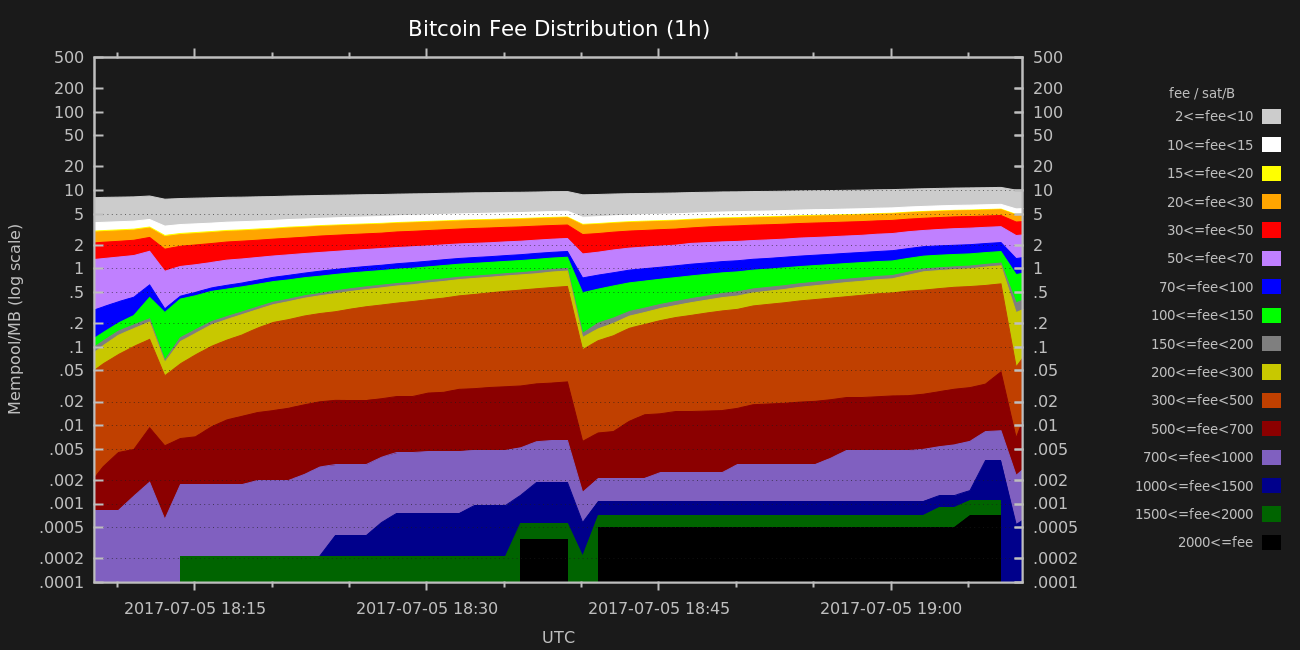 Bitcoin Fee Distribution (1h)
500
200
100
50
20
10
5
2
1
.5
.2
.1
.05
.02
.01
.005
.002
.001
.0005
.0002
.0001
Mempool/MB (log scale)
500
200
100
50
20
10
5
2
1
.5
.2
.1
.05
.02
.01
.005
.002
.001
.0005
.0002
.0001
2017-07-05 18:15
2017-07-05 18:30
2017-07-05 18:45
2017-07-05 19:00
UTC
fee / sat/B
2<=fee<10
10<=fee<15
15<=fee<20
20<=fee<30
30<=fee<50
50<=fee<70
70<=fee<100
100<=fee<150
150<=fee<200
200<=fee<300
300<=fee<500
500<=fee<700
700<=fee<1000
1000<=fee<1500
1500<=fee<2000
2000<=fee